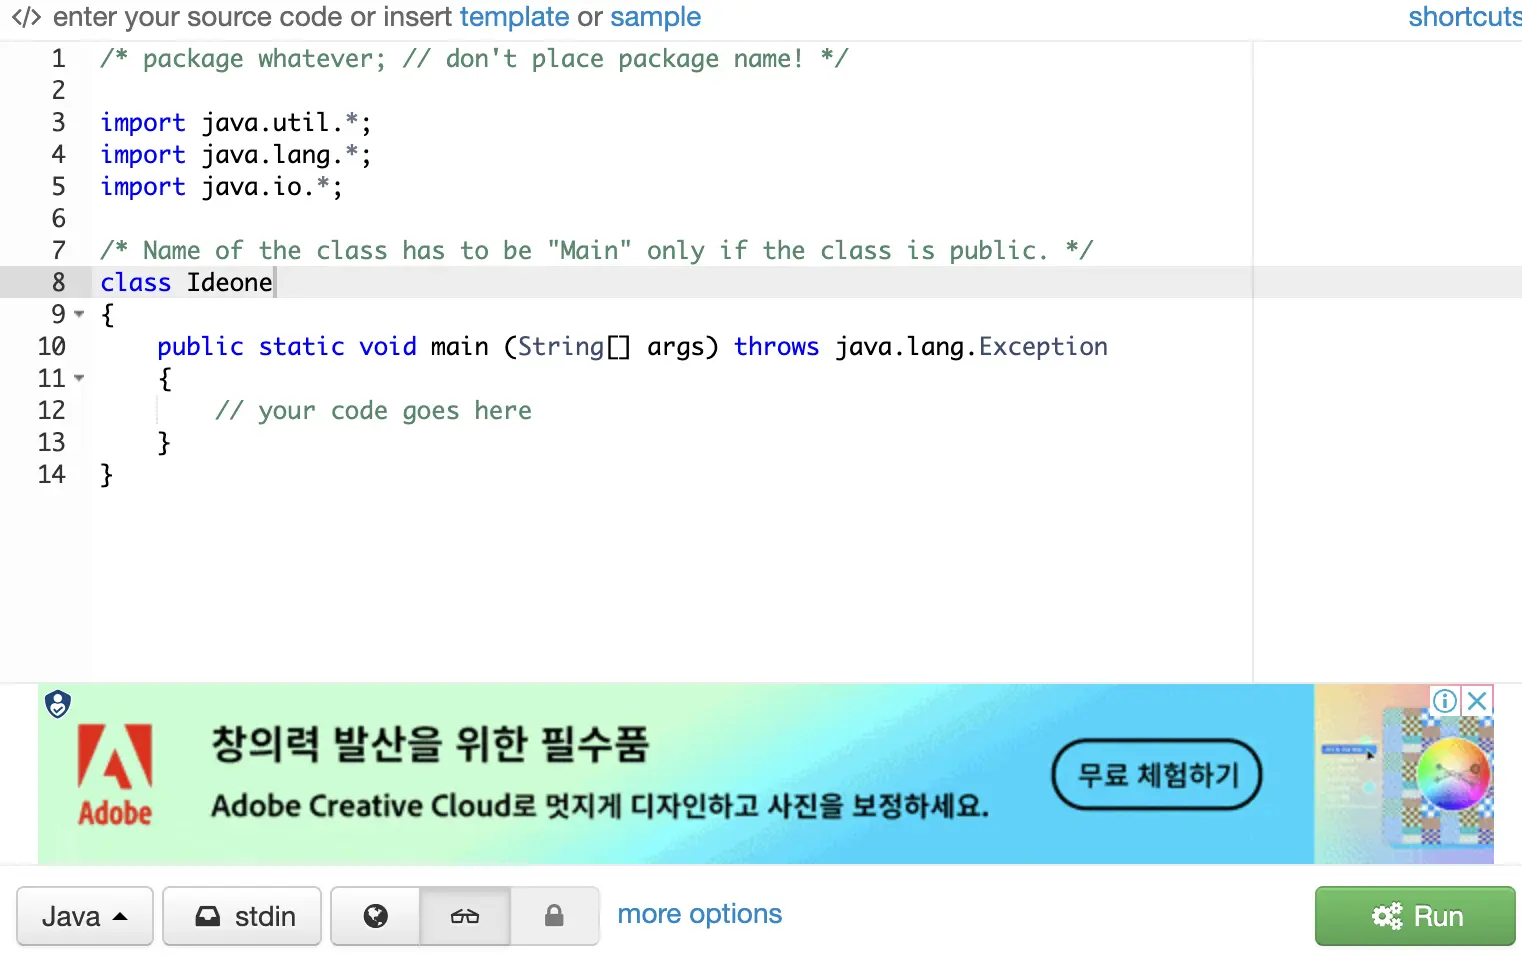 </> enter your source code or insert template or sample shortcuts
1 /* package whatever; // don't place package name! */
2
3 import java.util.*;
4 import java.lang.*;
5 import java.io.*;
6
7 /* Name of the class has to be "Main" only if the class is public. */
8 class Ideone
9 {
10 public static void main (String[] args) throws java.lang.Exception
11 {
12 // your code goes here
13 }
14 }
창의력 발산을 위한 필수품
Adobe
Adobe Creative Cloud로 멋지게 디자인하고 사진을 보정하세요.
무료 체험하기
Java stdin more options Run